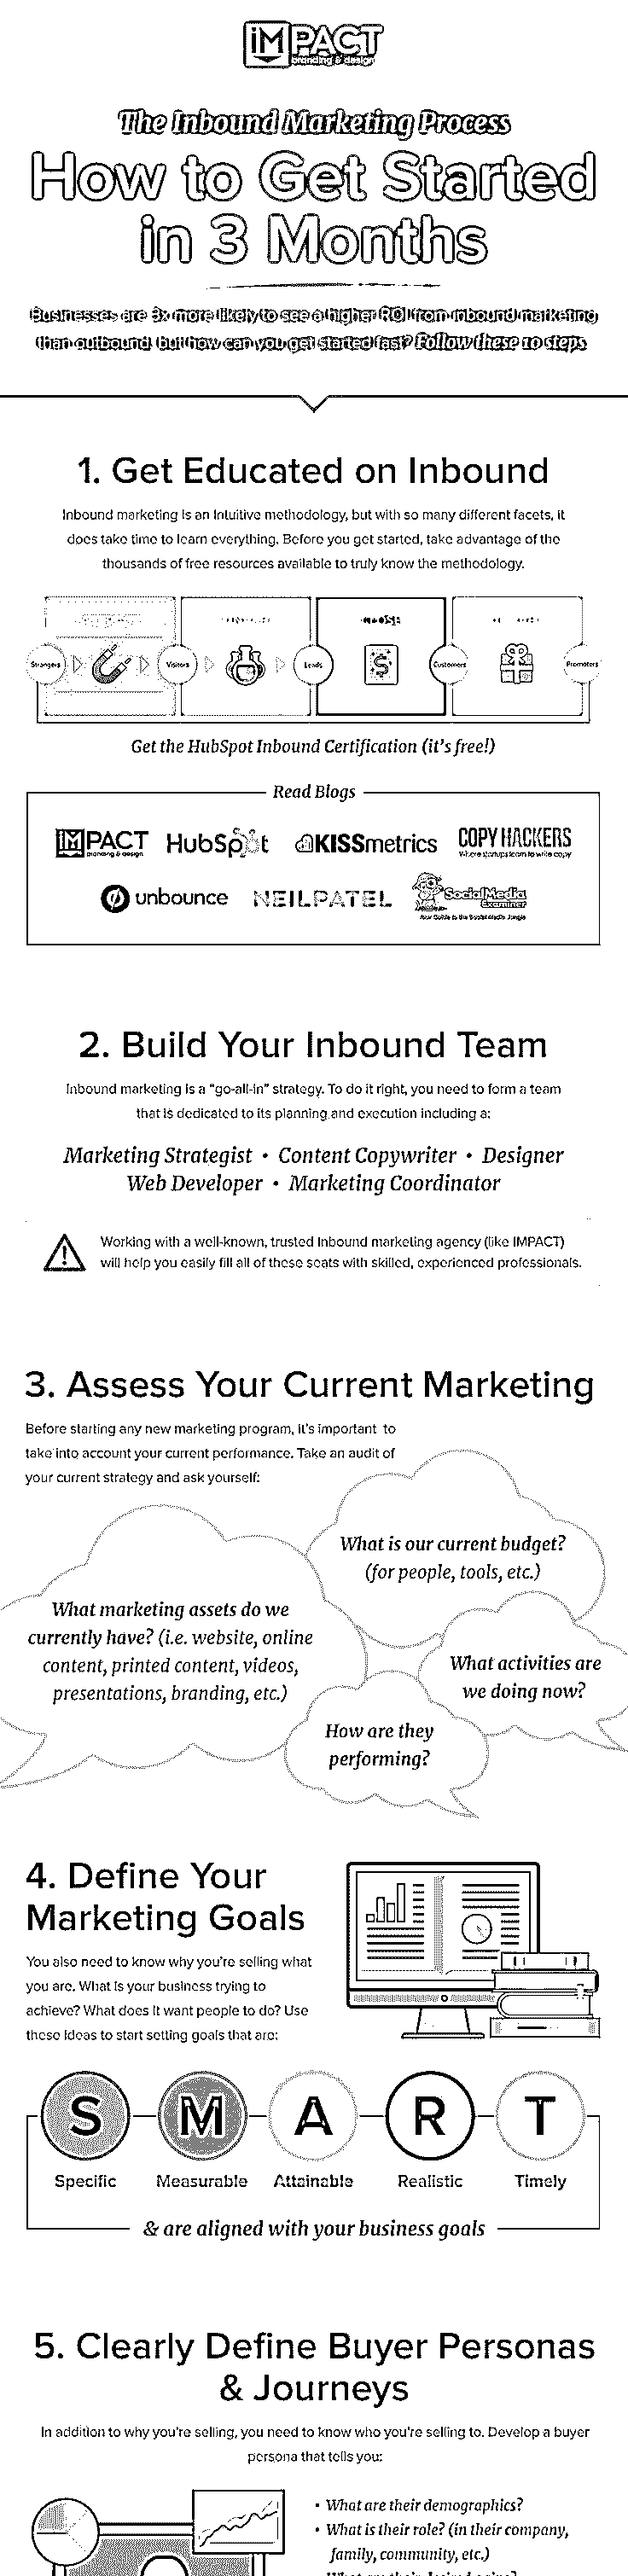 iMPACT
branding & design
The Inbound Marketing Process
How to Get Started
in 3 Months
Businesses are 3x more likely to see a higher ROI from inbound marketing
than outbound, but how can you get started fast? Follow these 10 steps
1. Get Educated on Inbound
Inbound marketing is an intuitive methodology, but with so many different facets, it
does take time to learn everything. Before you get started, take advantage of the
thousands of free resources available to truly know the methodology.
Strangers Visitors Leads Customers Promoters
Get the HubSpot Inbound Certification (it's free!)
Read Blogs
iMPACT HubSpot KISSmetrics COPY HACKERS
branding & design Where startups learn to write copy
unbounce NEILPATEL Social Media
Examiner
Your Guide to the Social Media Jungle
2. Build Your Inbound Team
Inbound marketing is a "go-all-in" strategy. To do it right, you need to form a team
that is dedicated to its planning and execution including a:
Marketing Strategist • Content Copywriter • Designer
Web Developer • Marketing Coordinator
Working with a well-known, trusted inbound marketing agency (like IMPACT)
will help you easily fill all of these seats with skilled, experienced professionals.
3. Assess Your Current Marketing
Before starting any new marketing program, it's important to
take into account your current performance. Take an audit of
your current strategy and ask yourself:
What is our current budget?
(for people, tools, etc.)
What marketing assets do we
currently have? (i.e. website, online
content, printed content, videos,
presentations, branding, etc.)
What activities are
we doing now?
How are they
performing?
4. Define Your
Marketing Goals
You also need to know why you're selling what
you are. What is your business trying to
achieve? What does it want people to do? Use
these ideas to start setting goals that are:
S M A R T
Specific Measurable Attainable Realistic Timely
& are aligned with your business goals
5. Clearly Define Buyer Personas
& Journeys
In addition to why you're selling, you need to know who you're selling to. Develop a buyer
persona that tells you:
• What are their demographics?
• What is their role? (in their company,
family, community, etc.)